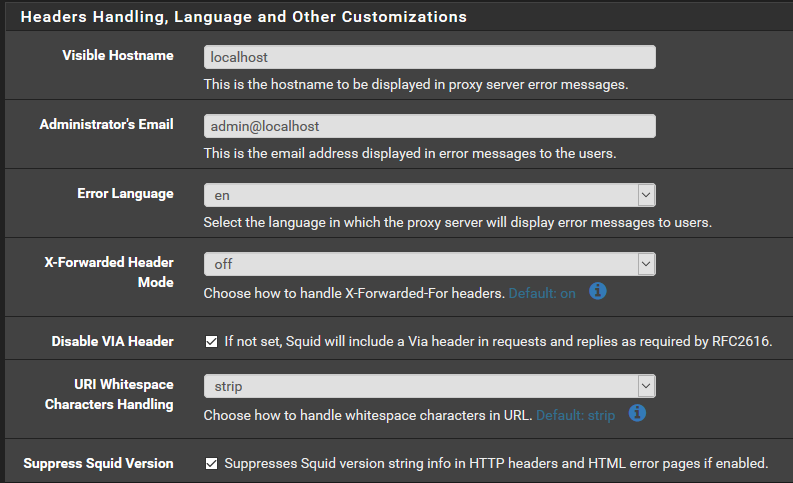 Headers Handling, Language and Other Customizations
Visible Hostname
localhost
This is the hostname to be displayed in proxy server error messages.
Administrator's Email
admin@localhost
This is the email address displayed in error messages to the users.
Error Language
en
Select the language in which the proxy server will display error messages to users.
X-Forwarded Header
Mode
off
Choose how to handle X-Forwarded-For headers. Default: on
Disable VIA Header
If not set, Squid will include a Via header in requests and replies as required by RFC2616.
URI Whitespace
Characters Handling
strip
Choose how to handle whitespace characters in URL. Default: strip
Suppress Squid Version
Suppresses Squid version string info in HTTP headers and HTML error pages if enabled.